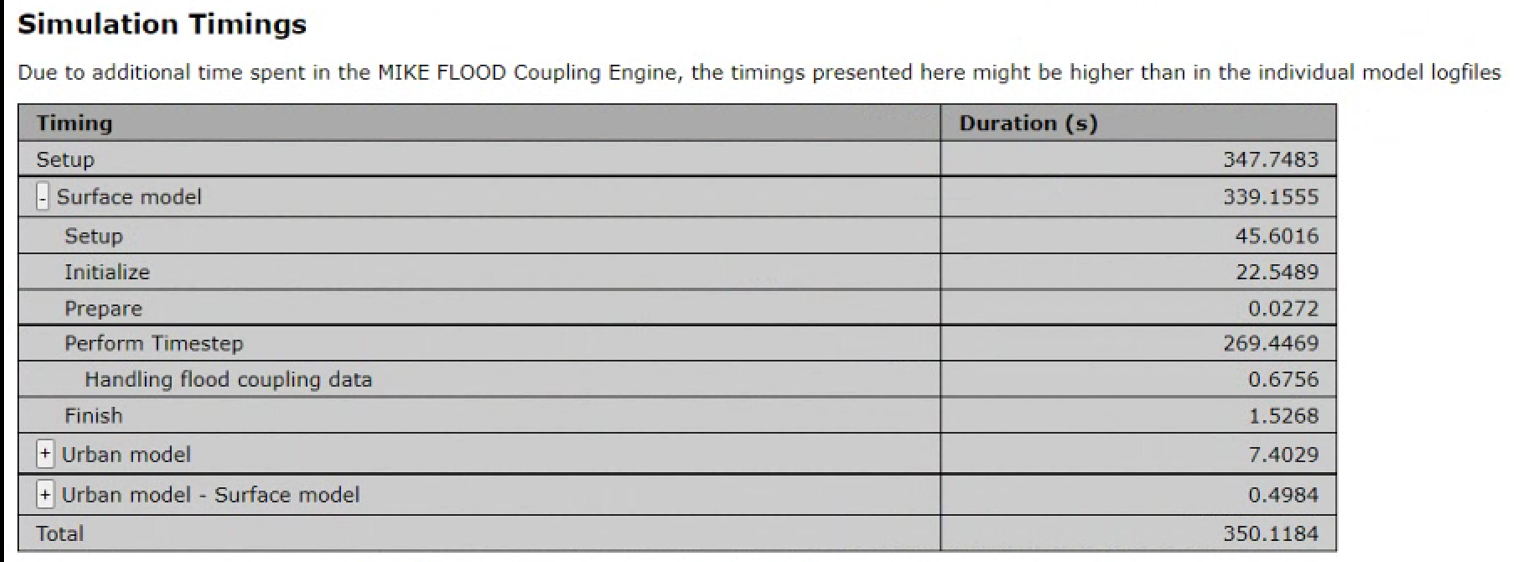 Simulation Timings
Due to additional time spent in the MIKE FLOOD Coupling Engine, the timings presented here might be higher than in the individual model logfiles
Timing Duration (s)
Setup 347.7483
- Surface model 339.1555
Setup 45.6016
Initialize 22.5489
Prepare 0.0272
Perform Timestep 269.4469
Handling flood coupling data 0.6756
Finish 1.5268
+ Urban model 7.4029
+ Urban model - Surface model 0.4984
Total 350.1184